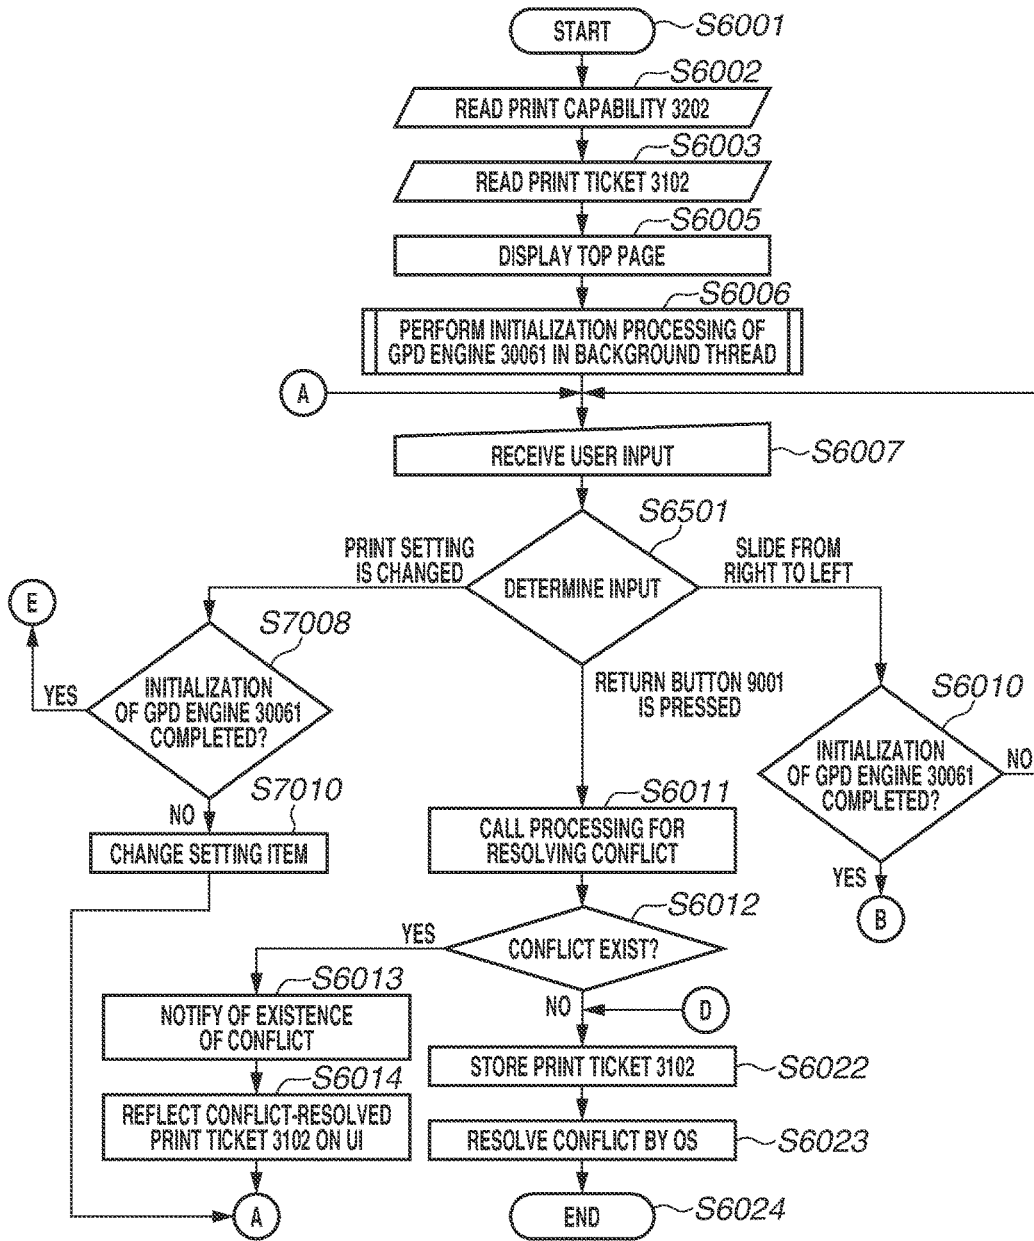 START
S6001
S6002
READ PRINT CAPABILITY 3202
S6003
READ PRINT TICKET 3102
S6005
DISPLAY TOP PAGE
S6006
PERFORM INITIALIZATION PROCESSING OF
GPD ENGINE 30061 IN BACKGROUND THREAD
A
RECEIVE USER INPUT
S6007
S6501
DETERMINE INPUT
PRINT SETTING
IS CHANGED
SLIDE FROM
RIGHT TO LEFT
E
S7008
YES
INITIALIZATION
OF GPD ENGINE 30061
COMPLETED?
RETURN BUTTON 9001
IS PRESSED
S6010
INITIALIZATION
OF GPD ENGINE 30061
COMPLETED?
NO
NO
S7010
CHANGE SETTING ITEM
S6011
CALL PROCESSING FOR
RESOLVING CONFLICT
YES
B
S6012
CONFLICT EXIST?
YES
NO
D
S6013
NOTIFY OF EXISTENCE
OF CONFLICT
STORE PRINT TICKET 3102
S6022
S6014
REFLECT CONFLICT-RESOLVED
PRINT TICKET 3102 ON UI
RESOLVE CONFLICT BY OS
S6023
A
END
S6024